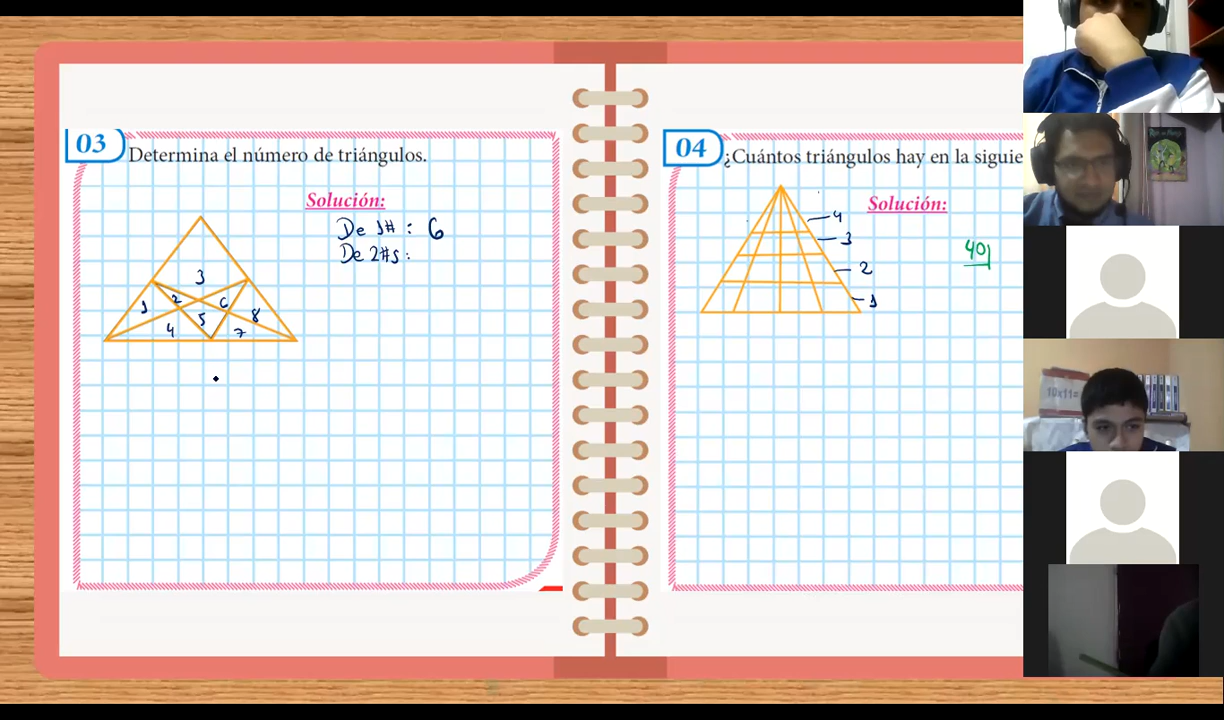 03
Determina el número de triángulos.
Solución:
De 1# : 6
De 2#s :
3
1
2
6
8
4
5
7
04
¿Cuántos triángulos hay en la siguie
Solución:
4
3
2
1
40
10x11=